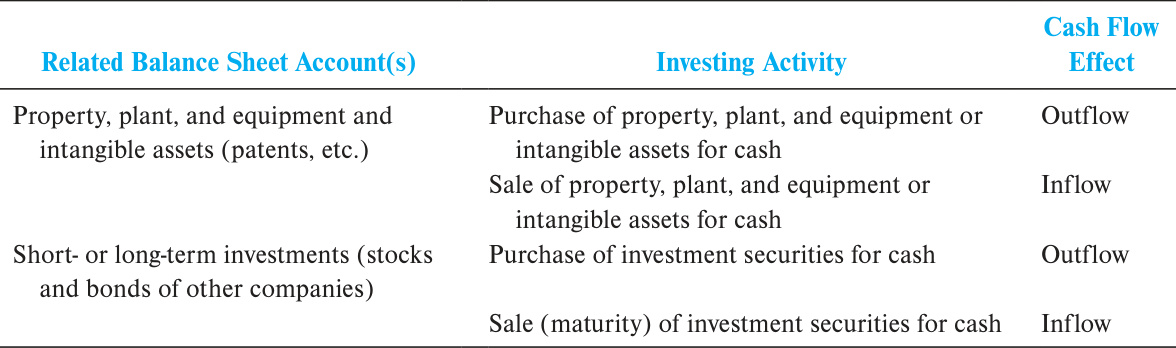 Cash Flow
Related Balance Sheet Account(s) Investing Activity Effect
Property, plant, and equipment and Purchase of property, plant, and equipment or Outflow
intangible assets (patents, etc.) intangible assets for cash
Sale of property, plant, and equipment or Inflow
intangible assets for cash
Short- or long-term investments (stocks Purchase of investment securities for cash Outflow
and bonds of other companies)
Sale (maturity) of investment securities for cash Inflow